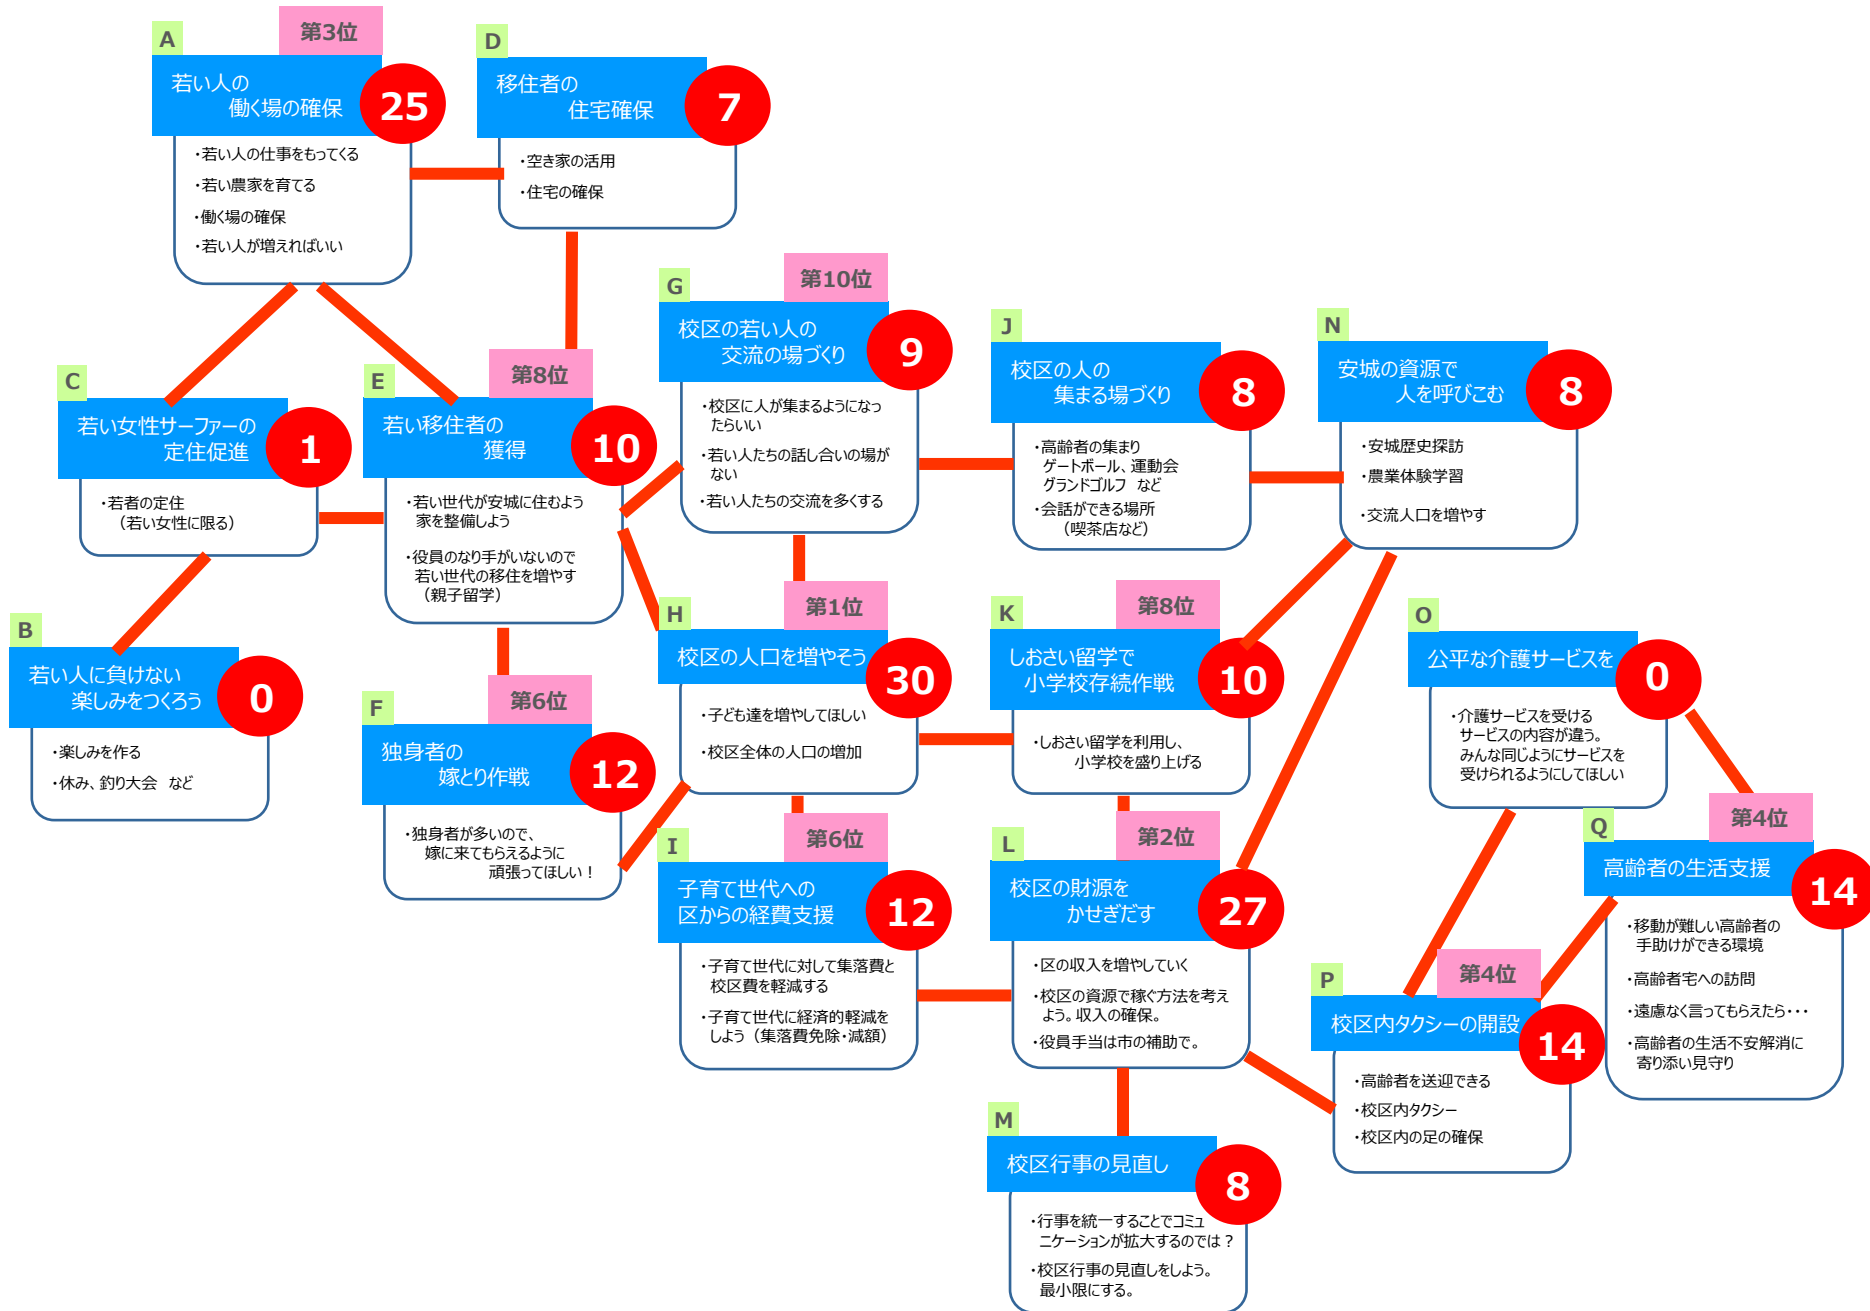 A
第3位
若い人の
働く場の確保
25
・若い人の仕事をもってくる
・若い農家を育てる
・働く場の確保
・若い人が増えればいい
D
移住者の
住宅確保
7
・空き家の活用
・住宅の確保
C
若い女性サーファーの
定住促進
1
・若者の定住
（若い女性に限る）
B
若い人に負けない
楽しみをつくろう
0
・楽しみを作る
・休み、釣り大会 など
E
第8位
若い移住者の
獲得
10
・若い世代が安城に住むよう
家を整備しよう
・役員のなり手がいないので
若い世代の移住を増やす
（親子留学）
F
第6位
独身者の
嫁とり作戦
12
・独身者が多いので、
嫁に来てもらえるように
頑張ってほしい！
G
第10位
校区の若い人の
交流の場づくり
9
・校区に人が集まるようになっ
たらいい
・若い人たちの話し合いの場が
ない
・若い人たちの交流を多くする
H
第1位
校区の人口を増やそう
30
・子ども達を増やしてほしい
・校区全体の人口の増加
I
第6位
子育て世代への
区からの経費支援
12
・子育て世代に対して集落費と
校区費を軽減する
・子育て世代に経済的軽減を
しよう（集落費免除・減額）
J
校区の人の
集まる場づくり
8
・高齢者の集まり
ゲートボール、運動会
グランドゴルフ など
・会話ができる場所
（喫茶店など）
K
第8位
しおさい留学で
小学校存続作戦
10
・しおさい留学を利用し、
小学校を盛り上げる
L
第2位
校区の財源を
かせぎだす
27
・区の収入を増やしていく
・校区の資源で稼ぐ方法を考え
よう。収入の確保。
・役員手当は市の補助で。
M
校区行事の見直し
8
・行事を統一することでコミュ
ニケーションが拡大するのでは？
・校区行事の見直しをしよう。
最小限にする。
N
安城の資源で
人を呼びこむ
8
・安城歴史探訪
・農業体験学習
・交流人口を増やす
O
公平な介護サービスを
0
・介護サービスを受ける
サービスの内容が違う。
みんな同じようにサービスを
受けられるようにしてほしい
P
第4位
校区内タクシーの開設
14
・高齢者を送迎できる
・校区内タクシー
・校区内の足の確保
Q
第4位
高齢者の生活支援
14
・移動が難しい高齢者の
手助けができる環境
・高齢者宅への訪問
・遠慮なく言ってもらえたら・・・
・高齢者の生活不安解消に
寄り添い見守り